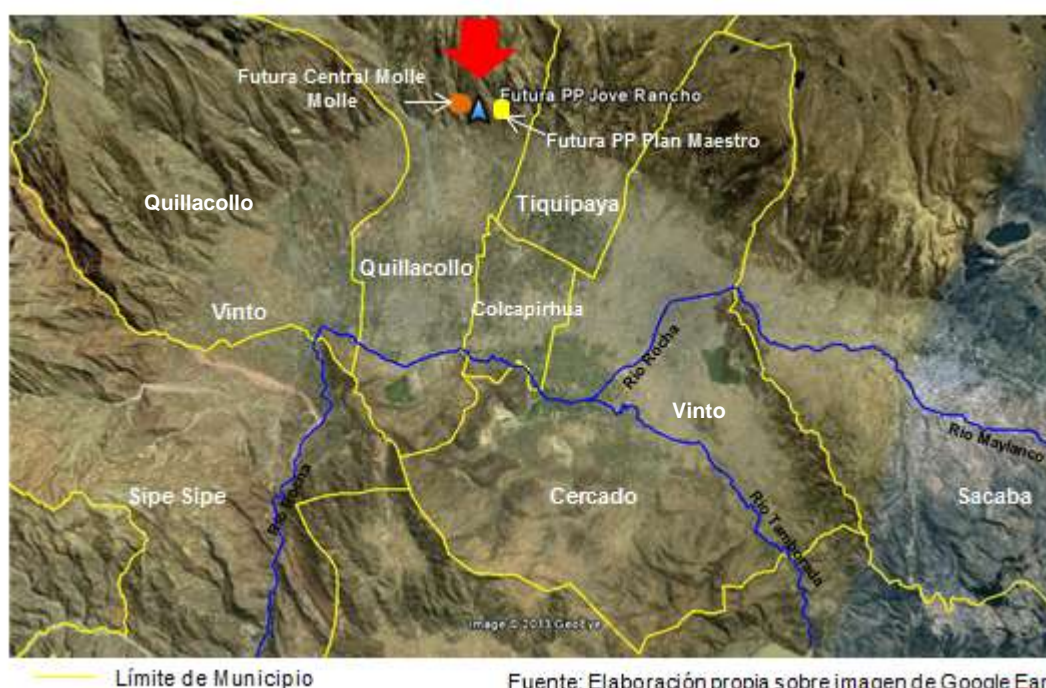 Futura Central Molle
Molle
Futura PP Jove Rancho
Futura PP Plan Maestro
Quillacollo
Tiquipaya
Quillacollo
Vinto
Colcapirhua
Río Rocha
Vinto
Río Maylanco
Sipe Sipe
Río Rocha
Cercado
Río Tamborada
Sacaba
Image © 2013 GeoEye
Límite de Municipio
Fuente: Elaboración propia sobre imagen de Google Ear